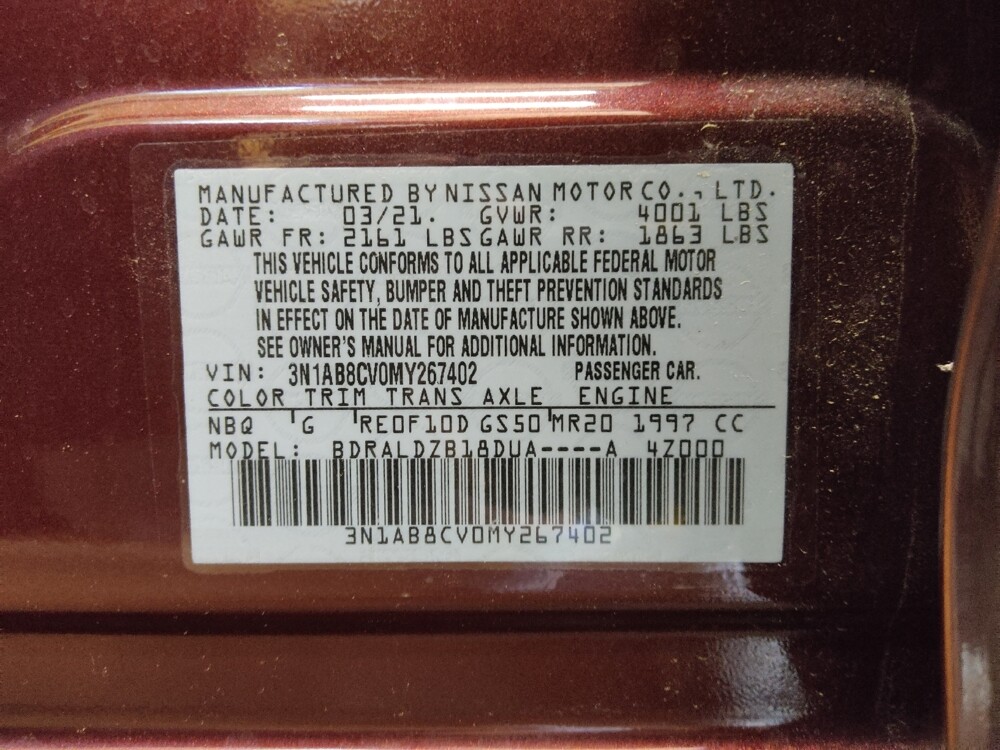 MANUFACTURED BY NISSAN MOTOR CO., LTD.
DATE: 03/21. GVWR: 4001 LBS
GAWR FR: 2161 LBS GAWR RR: 1863 LBS
THIS VEHICLE CONFORMS TO ALL APPLICABLE FEDERAL MOTOR
VEHICLE SAFETY, BUMPER AND THEFT PREVENTION STANDARDS
IN EFFECT ON THE DATE OF MANUFACTURE SHOWN ABOVE.
SEE OWNER'S MANUAL FOR ADDITIONAL INFORMATION.
VIN: 3N1AB8CV0MY267402 PASSENGER CAR.
COLOR TRIM TRANS AXLE ENGINE
NBQ G RE0F10D GS50 MR20 1997 CC
MODEL: BDRALDZB18DUA----A 4Z000
3N1AB8CV0MY267402